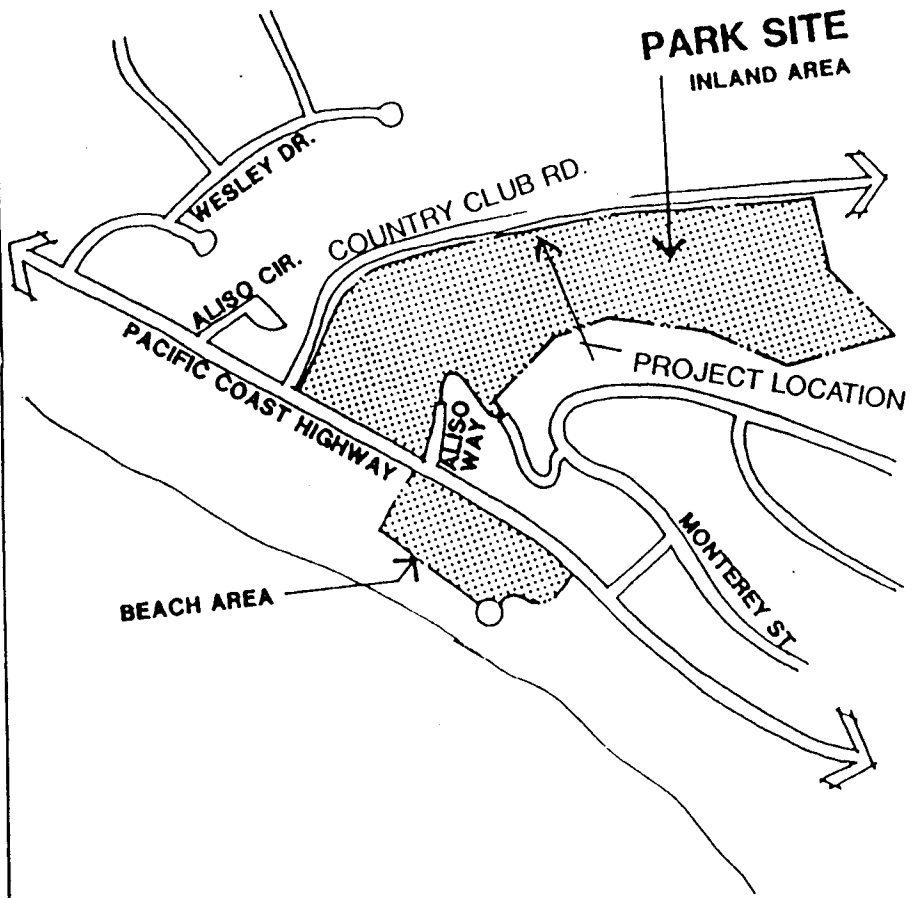 PARK SITE
INLAND AREA
WESLEY DR.
COUNTRY CLUB RD.
ALISO CIR.
PACIFIC COAST HIGHWAY
PROJECT LOCATION
ALISO
WAY
MONTEREY ST.
BEACH AREA